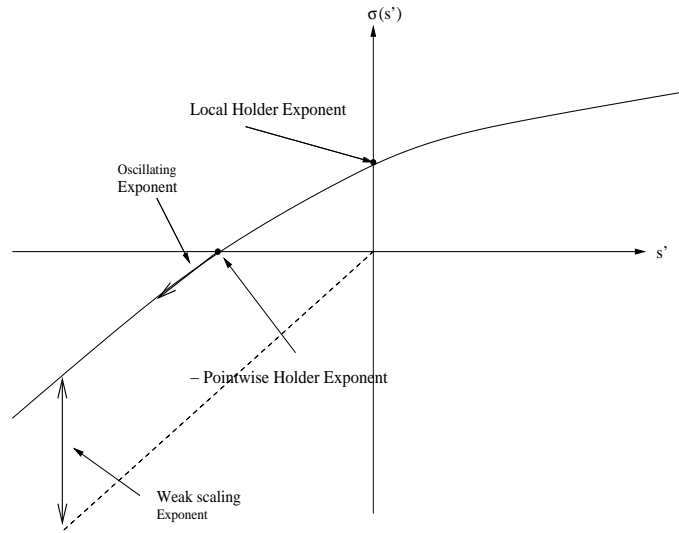 σ(s’)
Local Holder Exponent
Oscillating
Exponent
s’
– Pointwise Holder Exponent
Weak scaling
Exponent